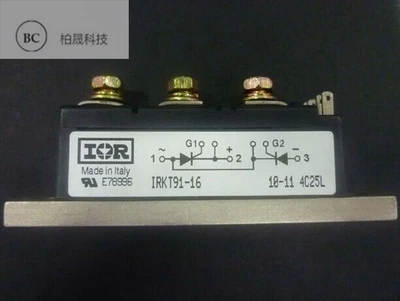 BC
柏晟科技
IOR
Made in Italy
E78996
G1
G2
1 ~ + 2 - 3
IRKT91-16
10-11 4C25L